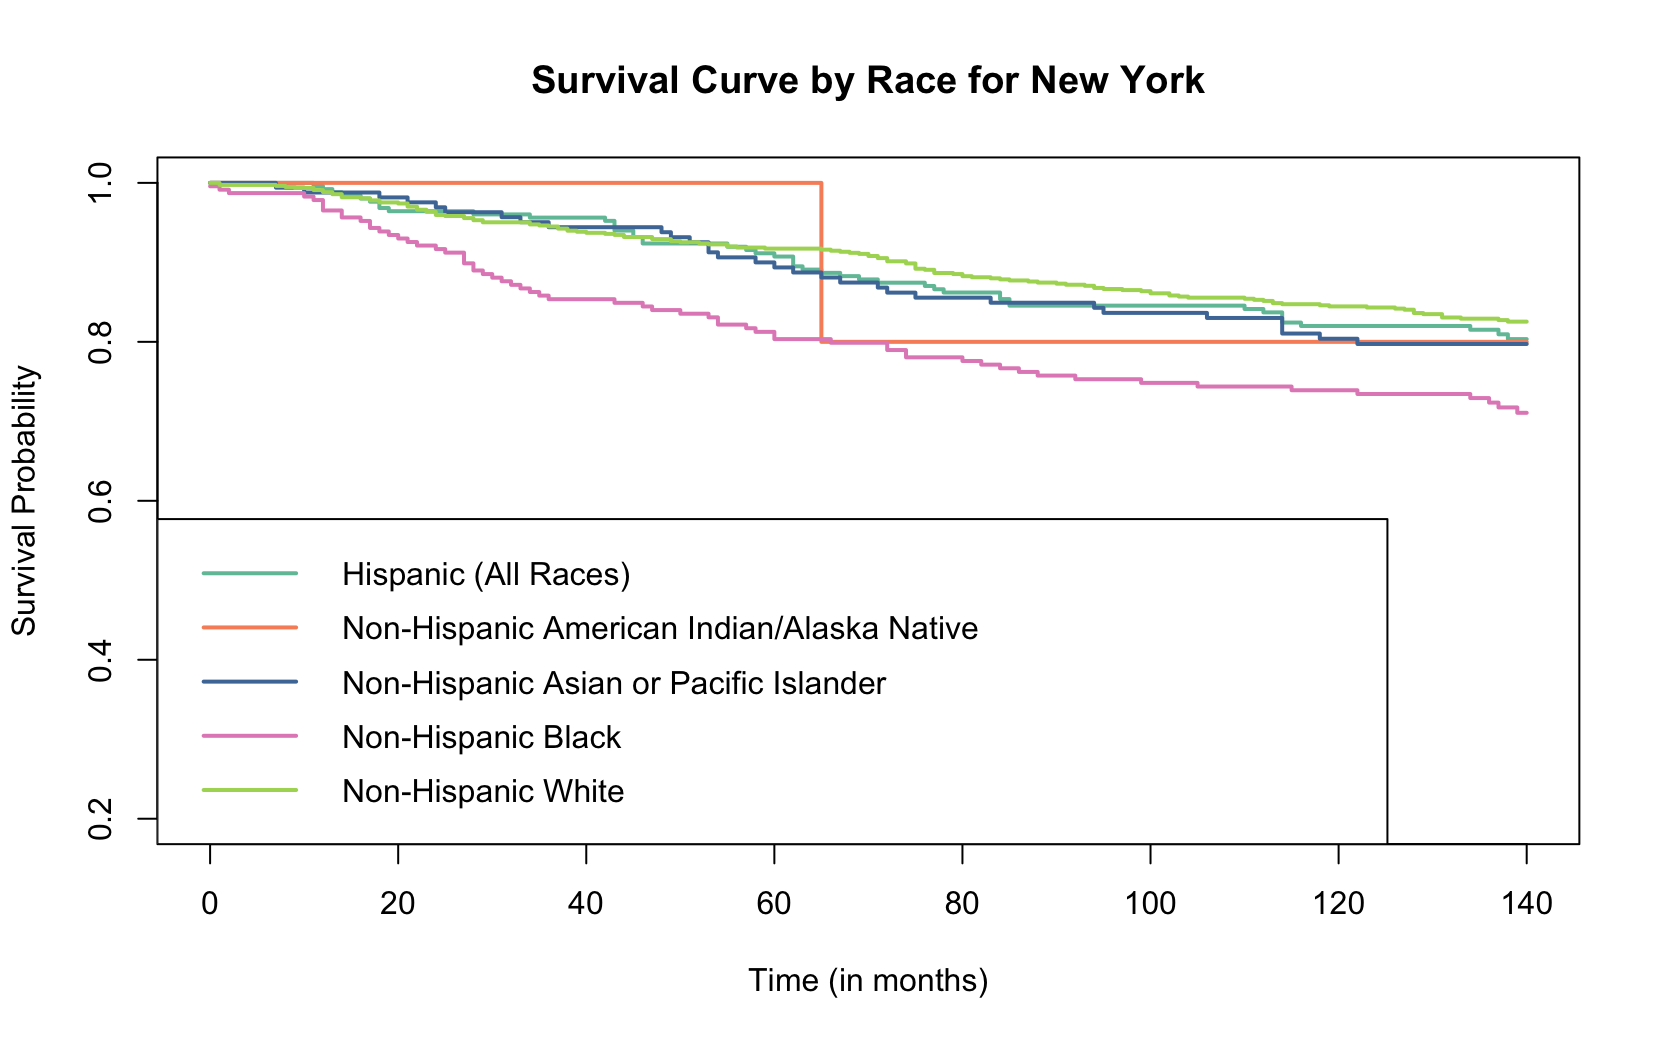 Survival Curve by Race for New York
Survival Probability
1.0
0.8
0.6
0.4
0.2
Hispanic (All Races)
Non-Hispanic American Indian/Alaska Native
Non-Hispanic Asian or Pacific Islander
Non-Hispanic Black
Non-Hispanic White
0 20 40 60 80 100 120 140
Time (in months)